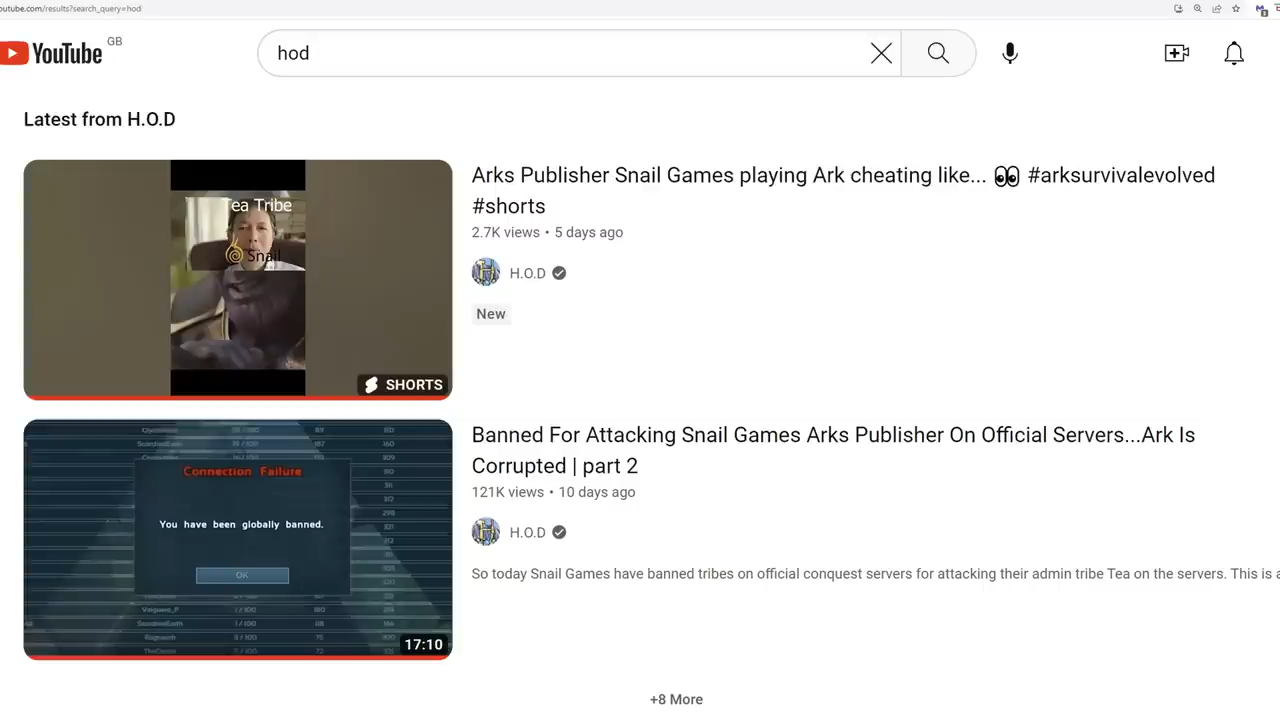 outube.com/results?search_query=hod
YouTube GB
hod
Latest from H.O.D
Tea Tribe
Snail
SHORTS
Arks Publisher Snail Games playing Ark cheating like... 👀 #arksurvivalevolved
#shorts
2.7K views • 5 days ago
H.O.D
New
Connection Failure
You have been globally banned.
OK
17:10
Banned For Attacking Snail Games Arks Publisher On Official Servers...Ark Is
Corrupted | part 2
121K views • 10 days ago
H.O.D
So today Snail Games have banned tribes on official conquest servers for attacking their admin tribe Tea on the servers. This is a
+8 More